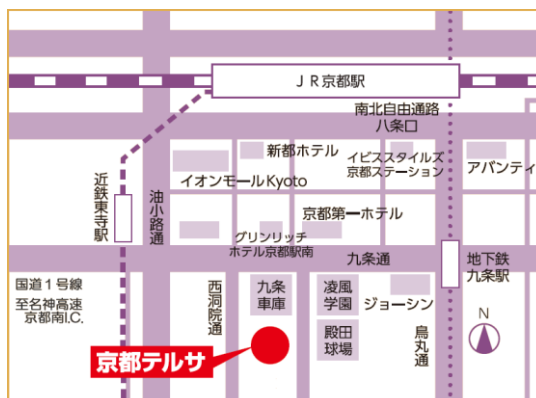 JR京都駅
南北自由通路
八条口
新都ホテル
イビススタイルズ
京都ステーション
アバンティ
イオンモールKyoto
近鉄東寺駅
油小路通
京都第一ホテル
グリンリッチ
ホテル京都駅南
九条通
地下鉄
九条駅
国道1号線
至名神高速
京都南I.C.
西洞院通
九条
車庫
凌風
学園
ジョーシン
殿田
球場
烏丸通
N
京都テルサ